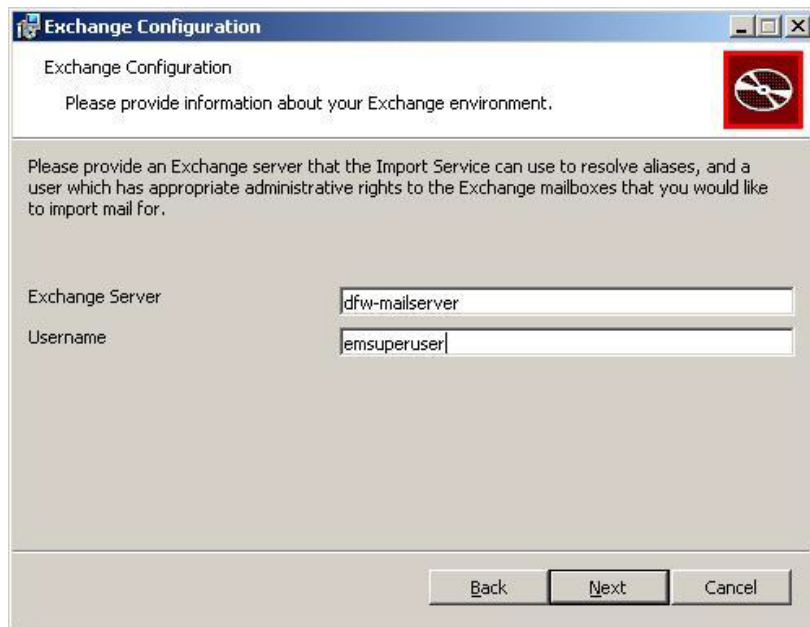 Exchange Configuration
Exchange Configuration
Please provide information about your Exchange environment.
Please provide an Exchange server that the Import Service can use to resolve aliases, and a
user which has appropriate administrative rights to the Exchange mailboxes that you would like
to import mail for.
Exchange Server dfw-mailserver
Username emsuperuser
Back Next Cancel